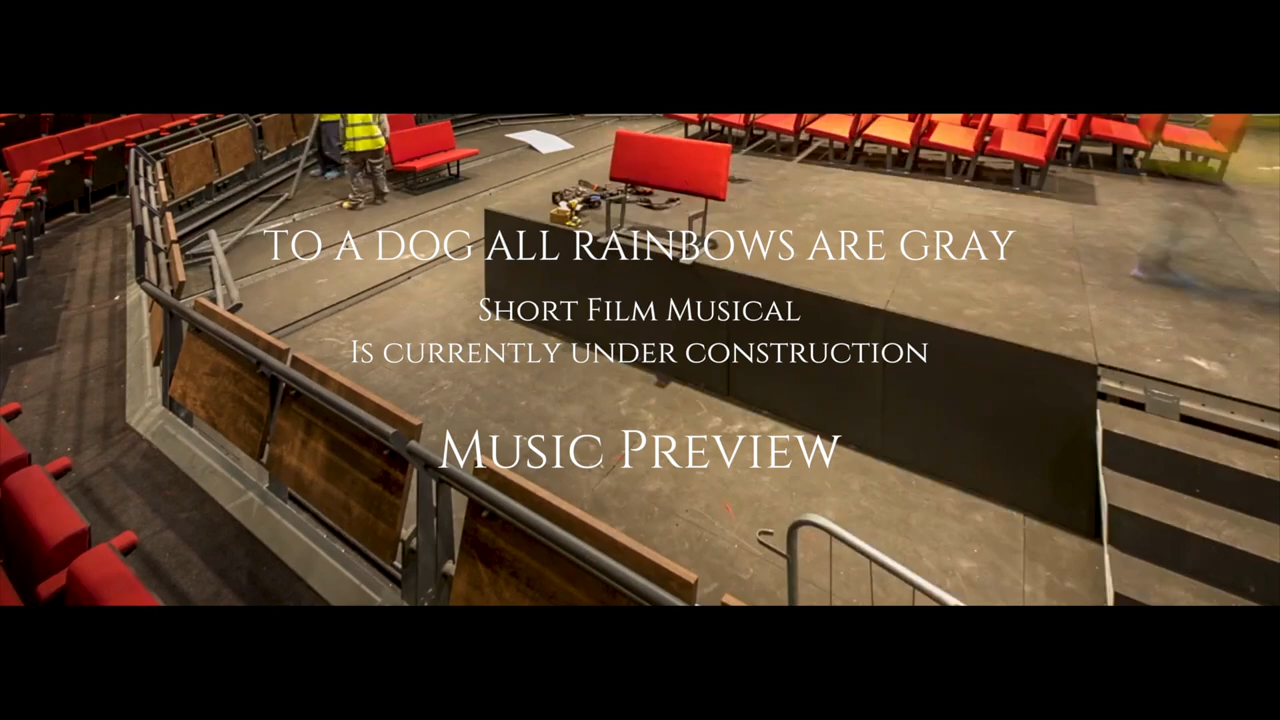 TO A DOG ALL RAINBOWS ARE GRAY
Short Film Musical
Is currently under construction
Music Preview